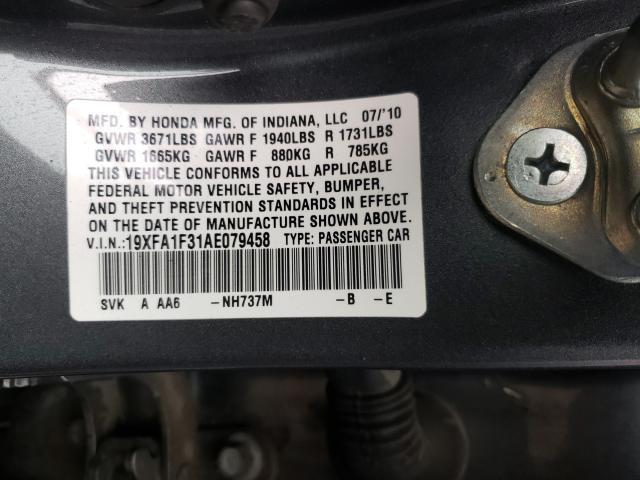 MFD. BY HONDA MFG. OF INDIANA, LLC 07/'10
GVWR 3671LBS GAWR F 1940LBS R 1731LBS
GVWR 1665KG GAWR F 880KG R 785KG
THIS VEHICLE CONFORMS TO ALL APPLICABLE
FEDERAL MOTOR VEHICLE SAFETY, BUMPER,
AND THEFT PREVENTION STANDARDS IN EFFECT
ON THE DATE OF MANUFACTURE SHOWN ABOVE.
V.I.N.:19XFA1F31AE079458 TYPE: PASSENGER CAR
SVK A AA6 -NH737M -B -E